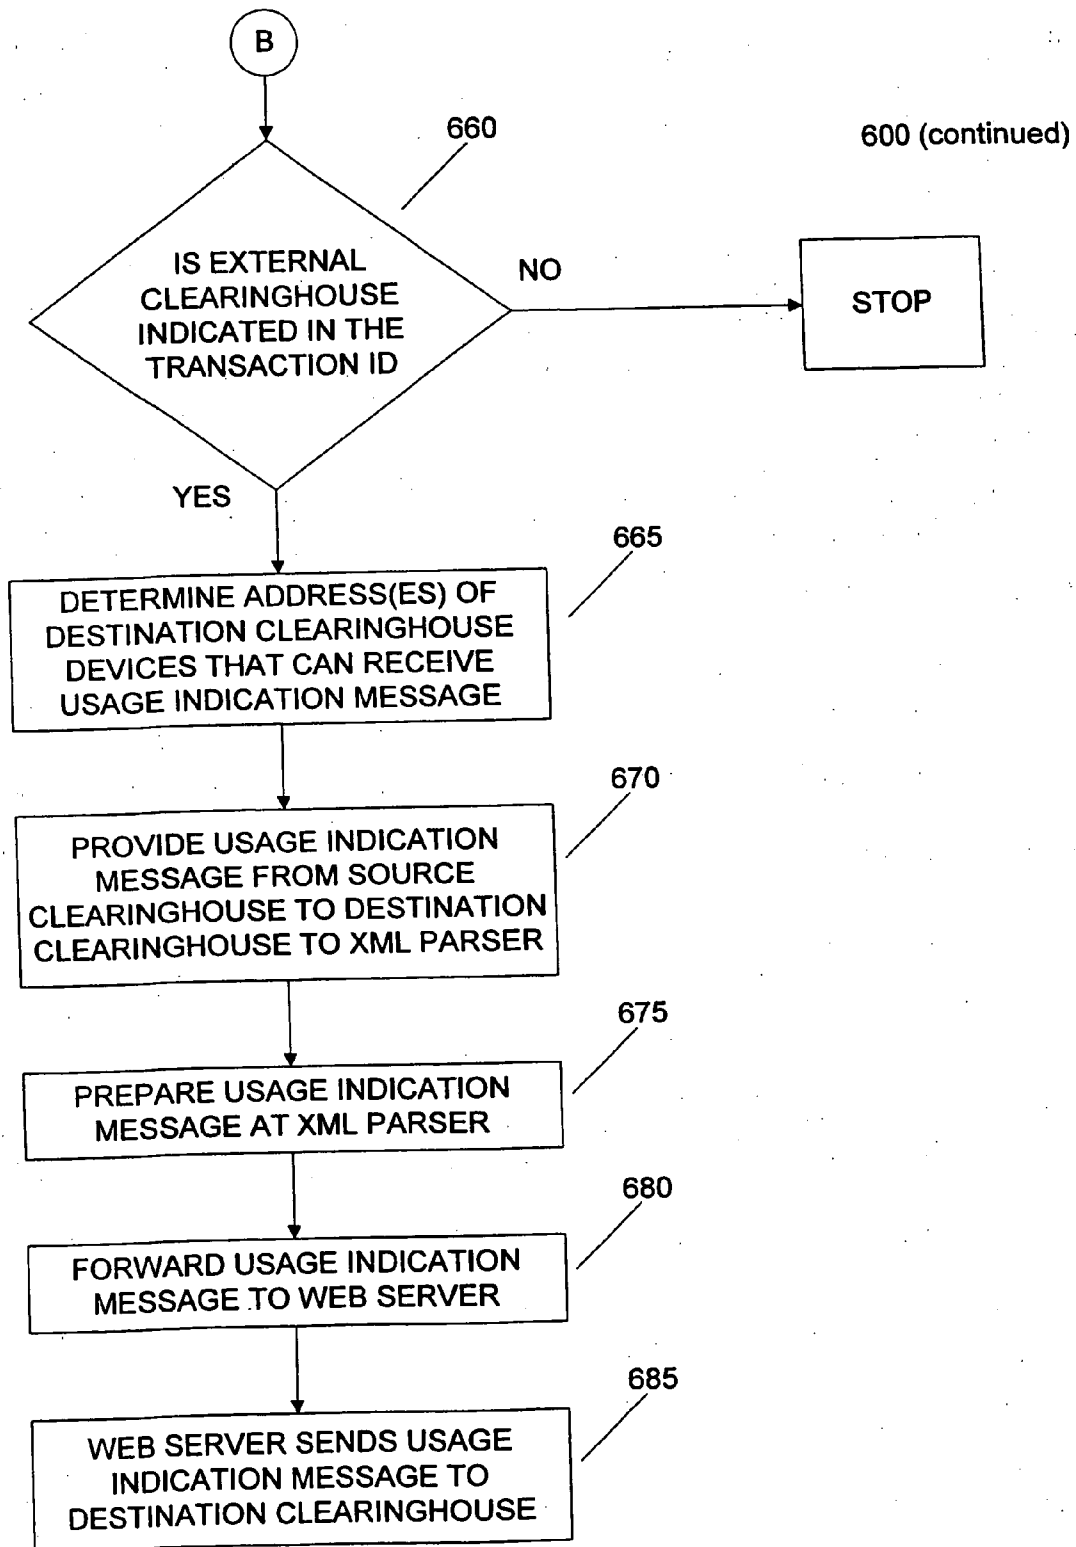 B
660
600 (continued)
IS EXTERNAL
CLEARINGHOUSE
INDICATED IN THE
TRANSACTION ID
NO
STOP
YES
665
DETERMINE ADDRESS(ES) OF
DESTINATION CLEARINGHOUSE
DEVICES THAT CAN RECEIVE
USAGE INDICATION MESSAGE
670
PROVIDE USAGE INDICATION
MESSAGE FROM SOURCE
CLEARINGHOUSE TO DESTINATION
CLEARINGHOUSE TO XML PARSER
675
PREPARE USAGE INDICATION
MESSAGE AT XML PARSER
680
FORWARD USAGE INDICATION
MESSAGE TO WEB SERVER
685
WEB SERVER SENDS USAGE
INDICATION MESSAGE TO
DESTINATION CLEARINGHOUSE